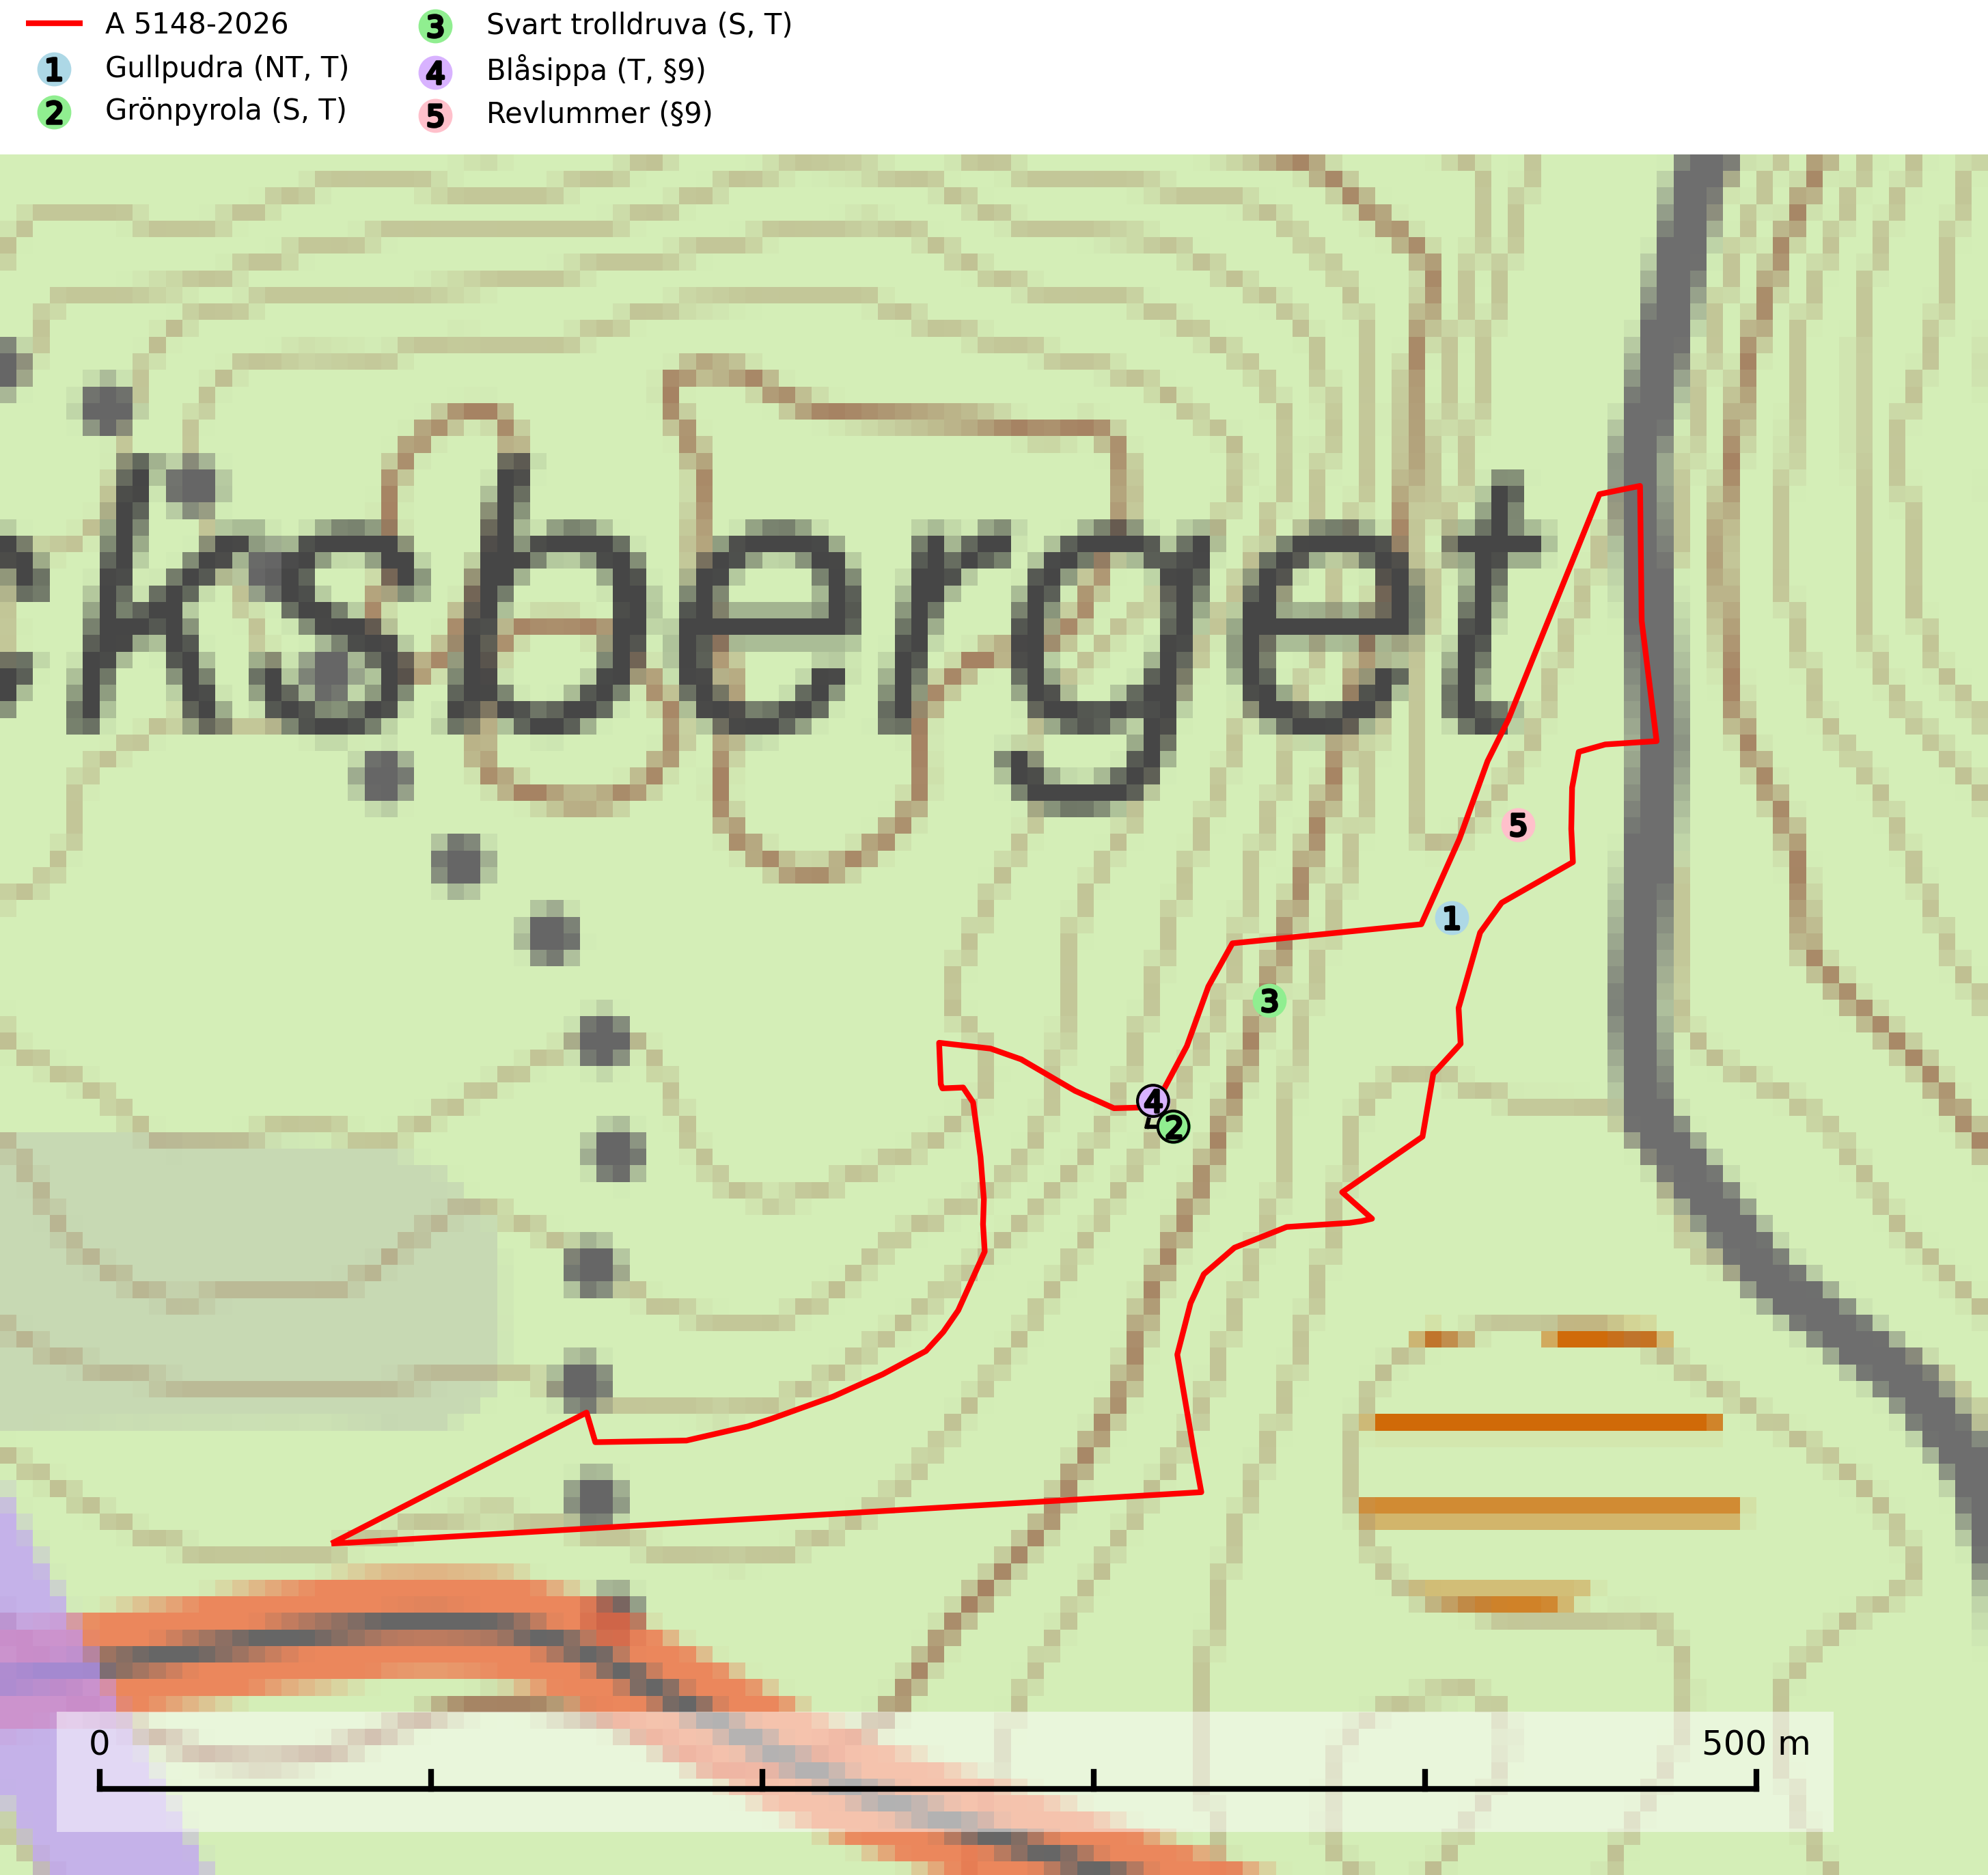 A 5148-2026
1 Gullpudra (NT, T)
2 Grönpyrola (S, T)
3 Svart trolldruva (S, T)
4 Blåsippa (T, §9)
5 Revlummer (§9)
ksberget
5
1
3
4
2
0
500 m